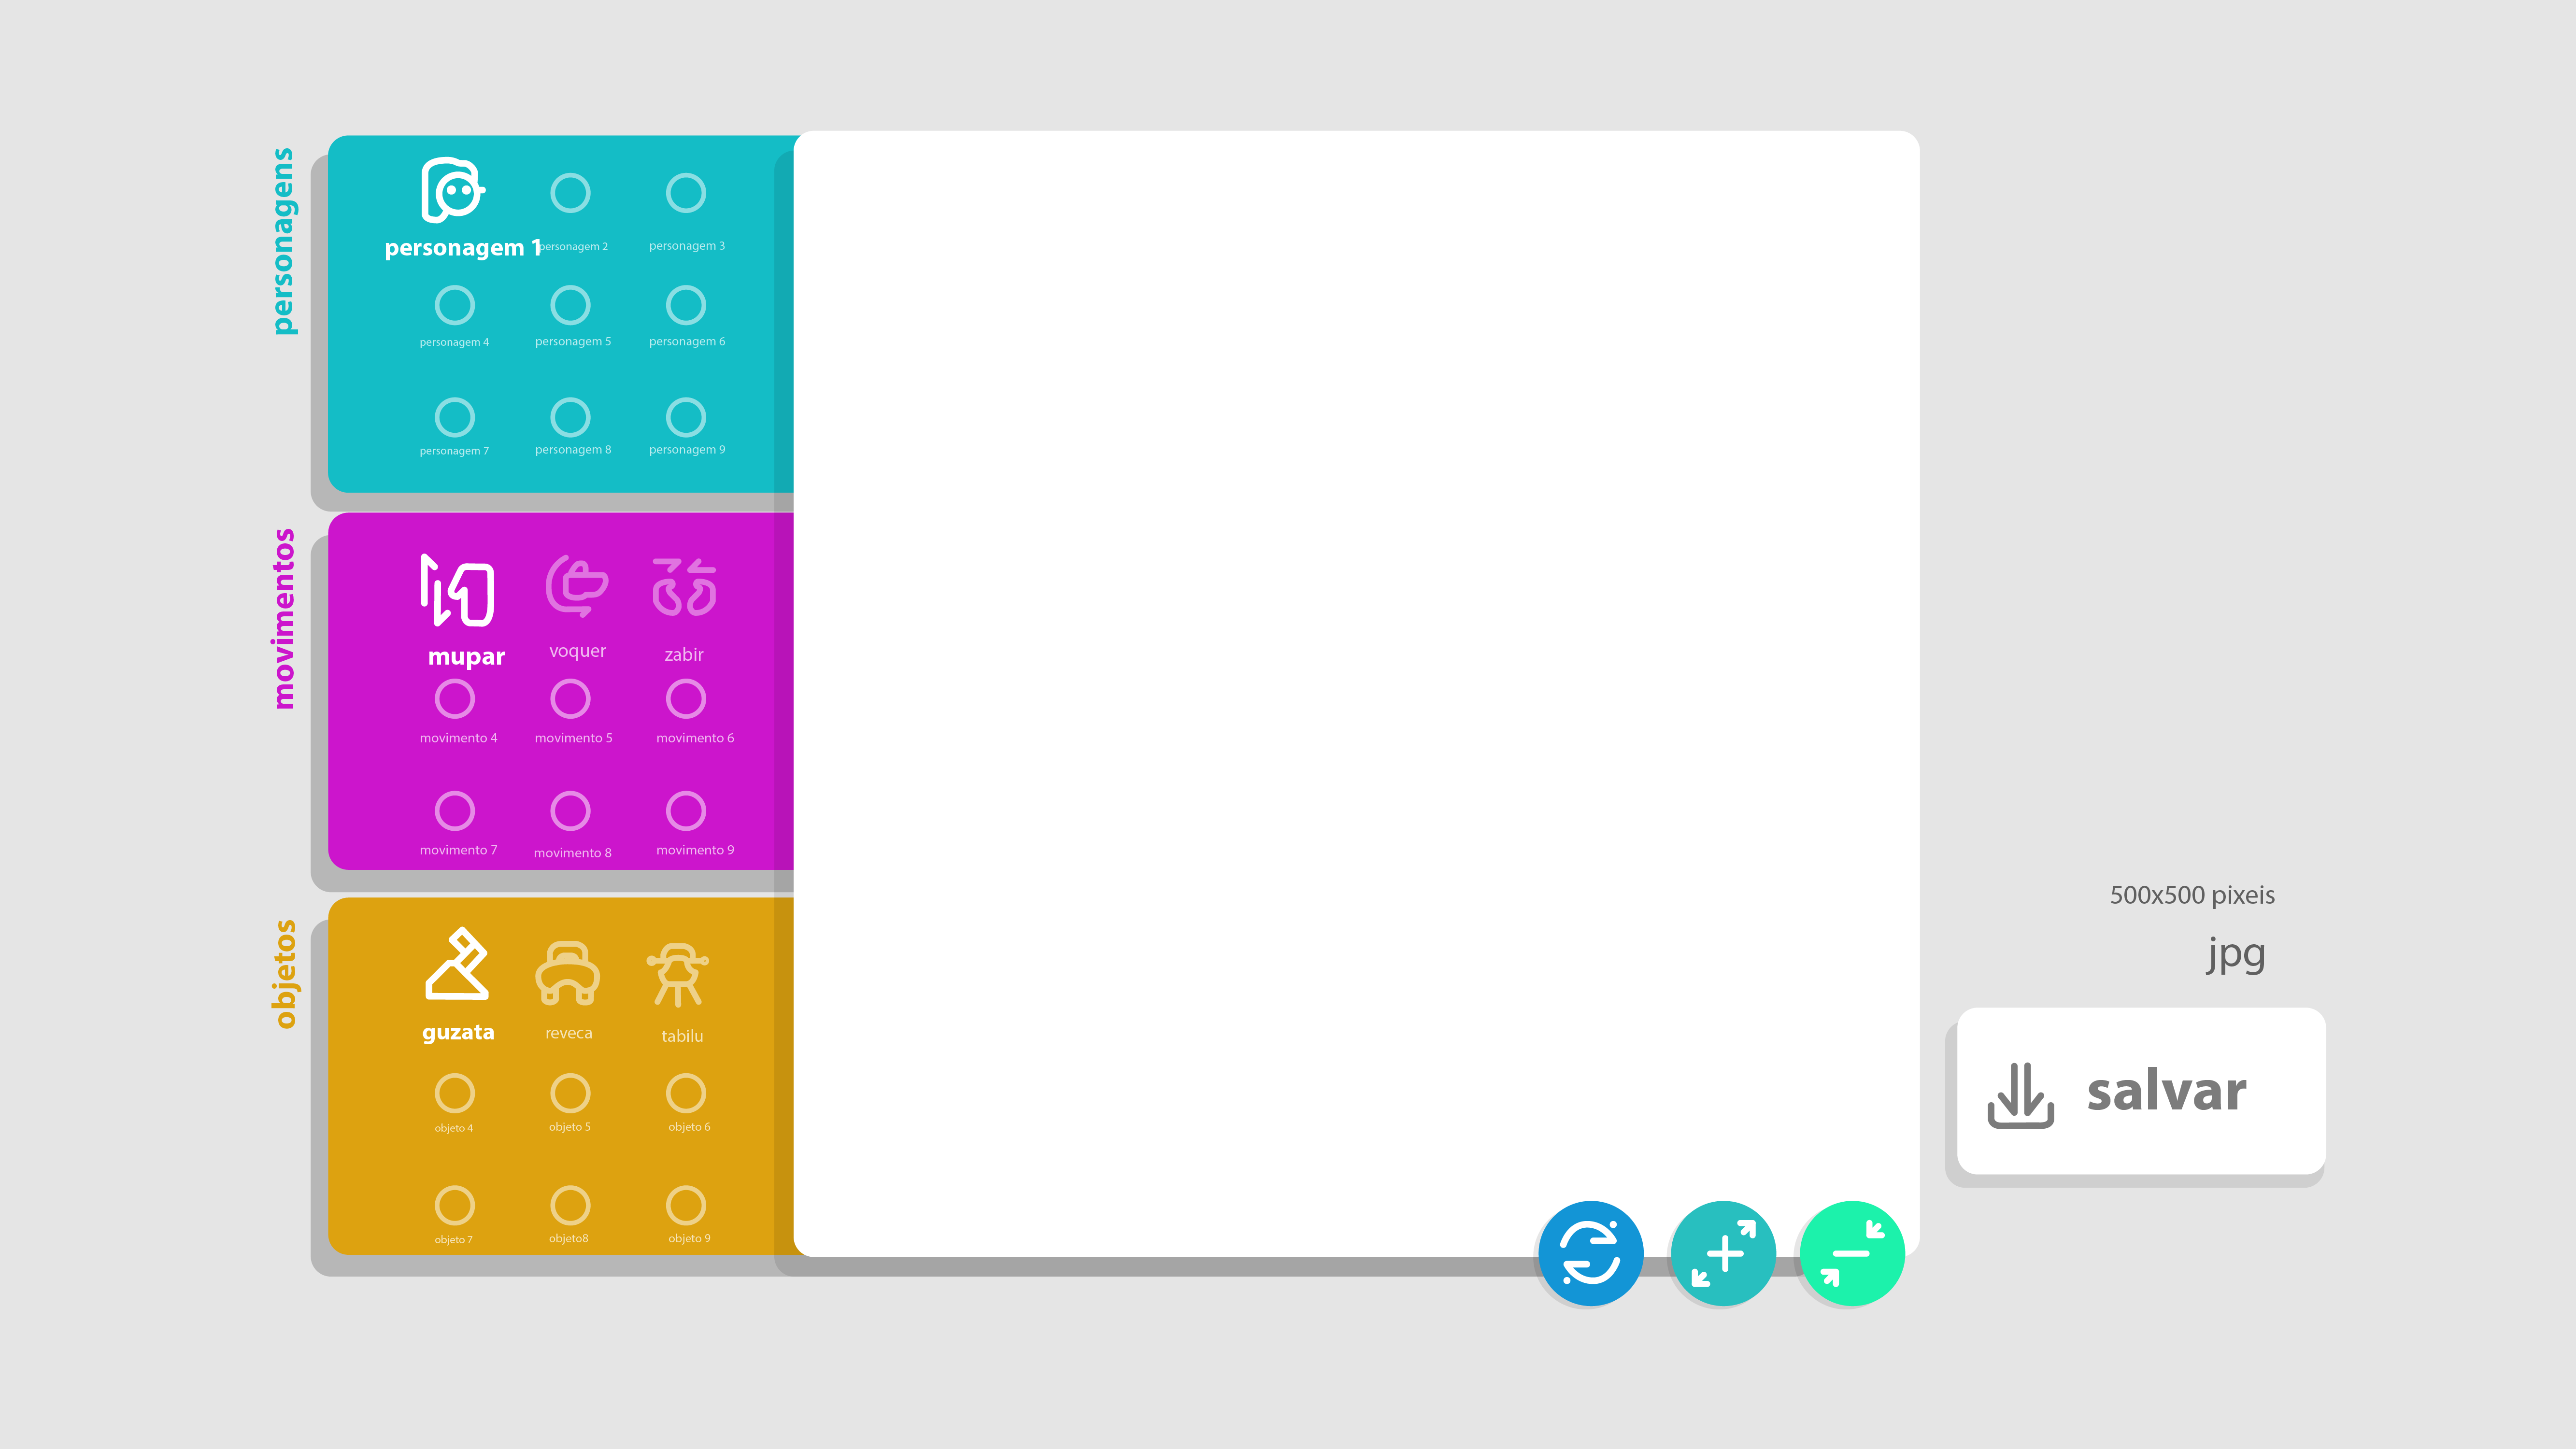 personagens
personagem 1
personagem 2
personagem 3
personagem 4
personagem 5
personagem 6
personagem 7
personagem 8
personagem 9
movimentos
mupar
voquer
zabir
movimento 4
movimento 5
movimento 6
movimento 7
movimento 8
movimento 9
objetos
guzata
reveca
tabilu
objeto 4
objeto 5
objeto 6
objeto 7
objeto8
objeto 9
500x500 pixeis
jpg
salvar